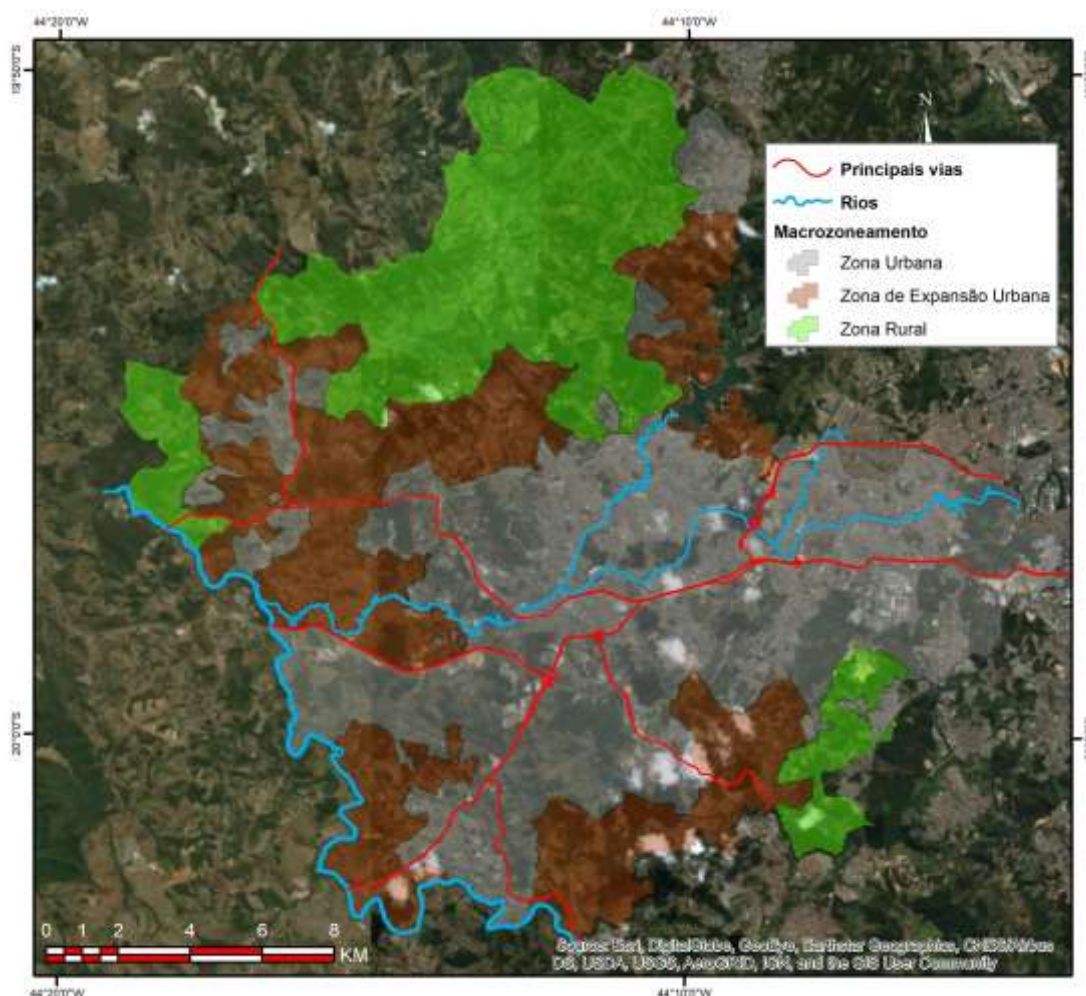 44°20'0"W 44°10'0"W
19°50'0"S
N
Principais vias
Rios
Macrozoneamento
Zona Urbana
Zona de Expansão Urbana
Zona Rural
20°0'0"S
0 1 2 4 6 8
KM
Source: Esri, DigitalGlobe, GeoEye, Earthstar Geographics, CNES/Airbus
DS, USDA, USGS, AeroGRID, IGN, and the GIS User Community
44°20'0"W 44°10'0"W